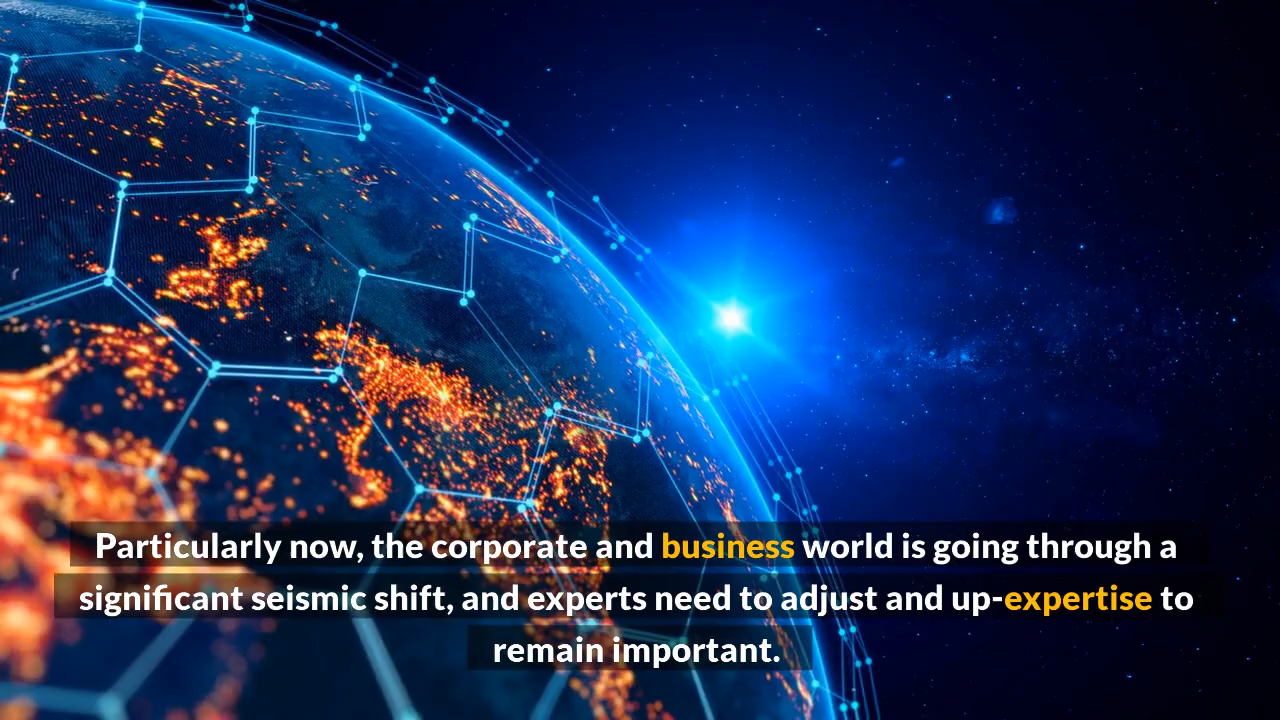 Particularly now, the corporate and business world is going through a
significant seismic shift, and experts need to adjust and up-expertise to
remain important.